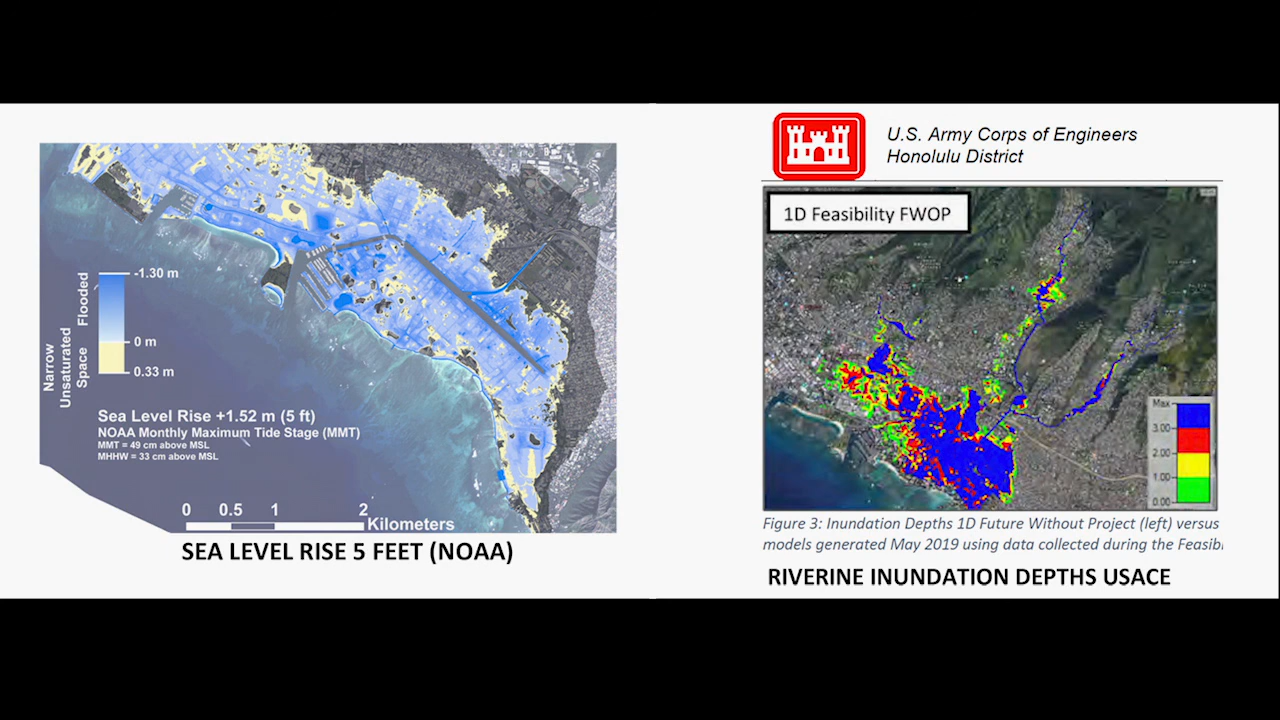 -1.30 m
Flooded
0 m
Narrow
Unsaturated
Space
0.33 m
Sea Level Rise +1.52 m (5 ft)
NOAA Monthly Maximum Tide Stage (MMT)
MMT = 49 cm above MSL
MHHW = 33 cm above MSL
0 0.5 1 2
Kilometers
SEA LEVEL RISE 5 FEET (NOAA)
U.S. Army Corps of Engineers
Honolulu District
1D Feasibility FWOP
Max
3.00
2.00
1.00
0.00
Figure 3: Inundation Depths 1D Future Without Project (left) versus
models generated May 2019 using data collected during the Feasibi
RIVERINE INUNDATION DEPTHS USACE